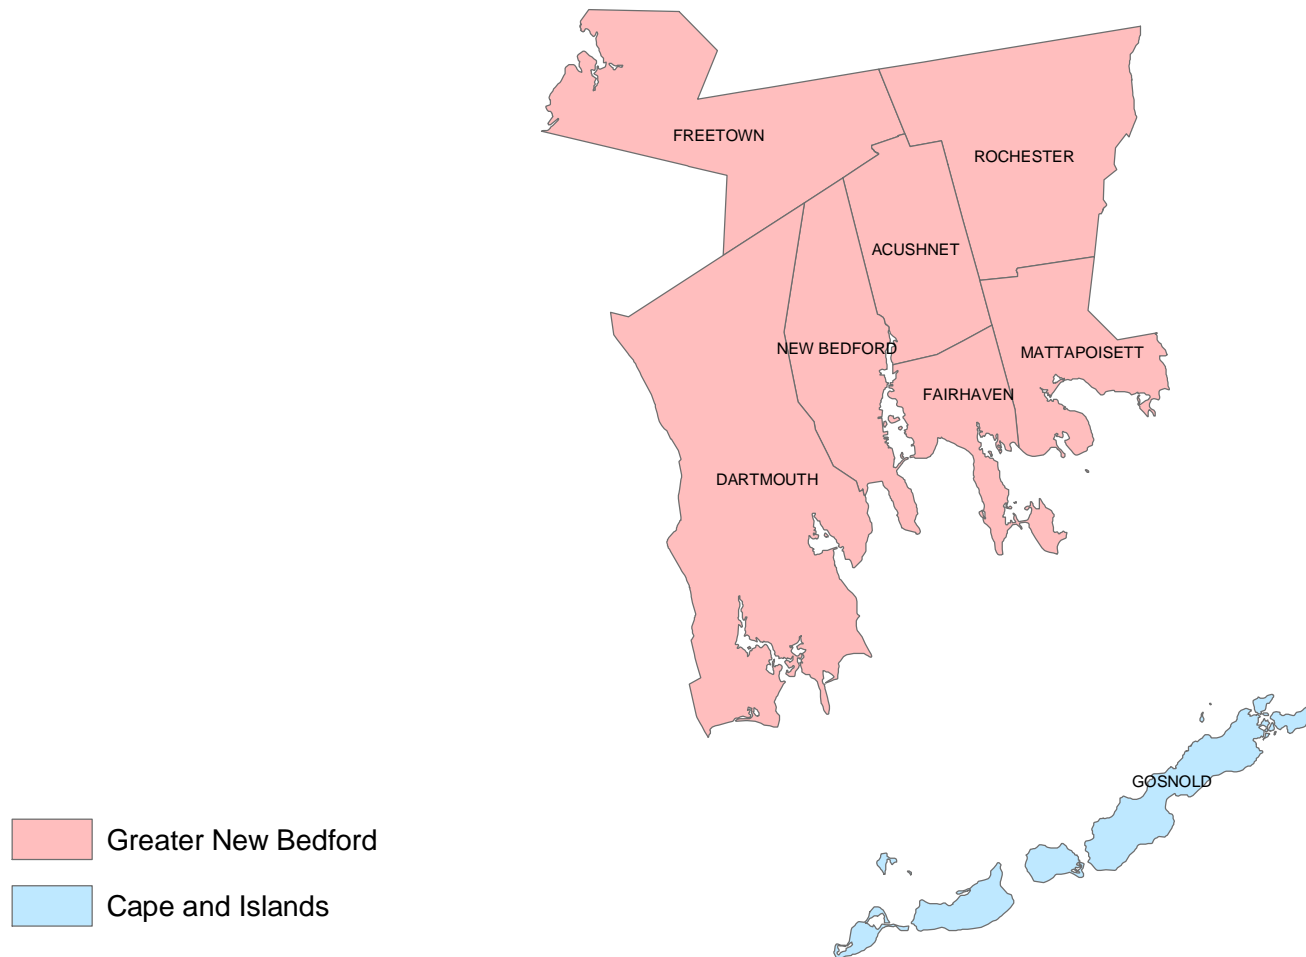 FREETOWN
ROCHESTER
ACUSHNET
NEW BEDFORD
MATTAPOISETT
FAIRHAVEN
DARTMOUTH
GOSNOLD
Greater New Bedford
Cape and Islands